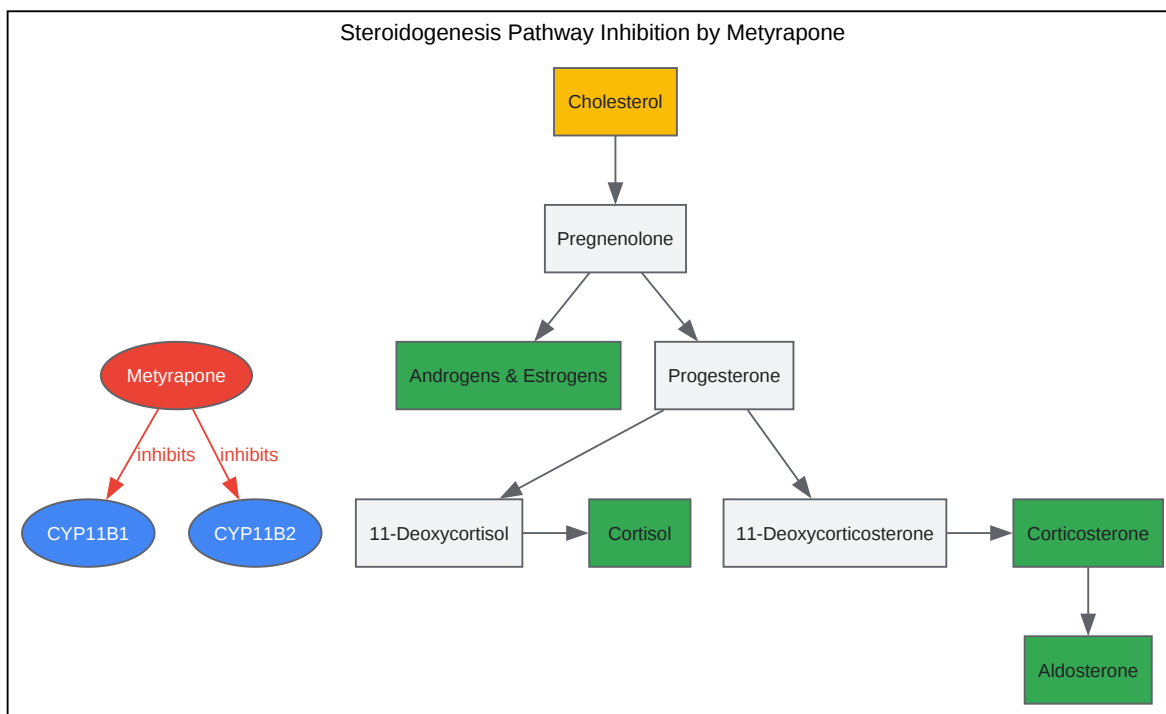 Steroidogenesis Pathway Inhibition by Metyrapone
Cholesterol
Pregnenolone
Metyrapone
Androgens & Estrogens
Progesterone
inhibits
inhibits
CYP11B1
CYP11B2
11-Deoxycortisol
Cortisol
11-Deoxycorticosterone
Corticosterone
Aldosterone